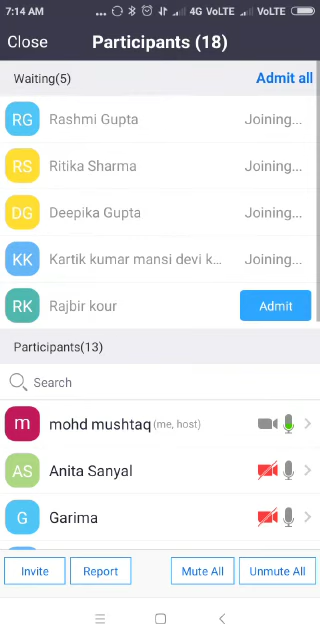 7:14 AM ... 4G VoLTE VoLTE
Close Participants (18)
Waiting(5) Admit all
RG Rashmi Gupta Joining...
RS Ritika Sharma Joining...
DG Deepika Gupta Joining...
KK Kartik kumar mansi devi k... Joining...
RK Rajbir kour Admit
Participants(13)
Search
m mohd mushtaq (me, host)
AS Anita Sanyal
G Garima
Invite Report Mute All Unmute All